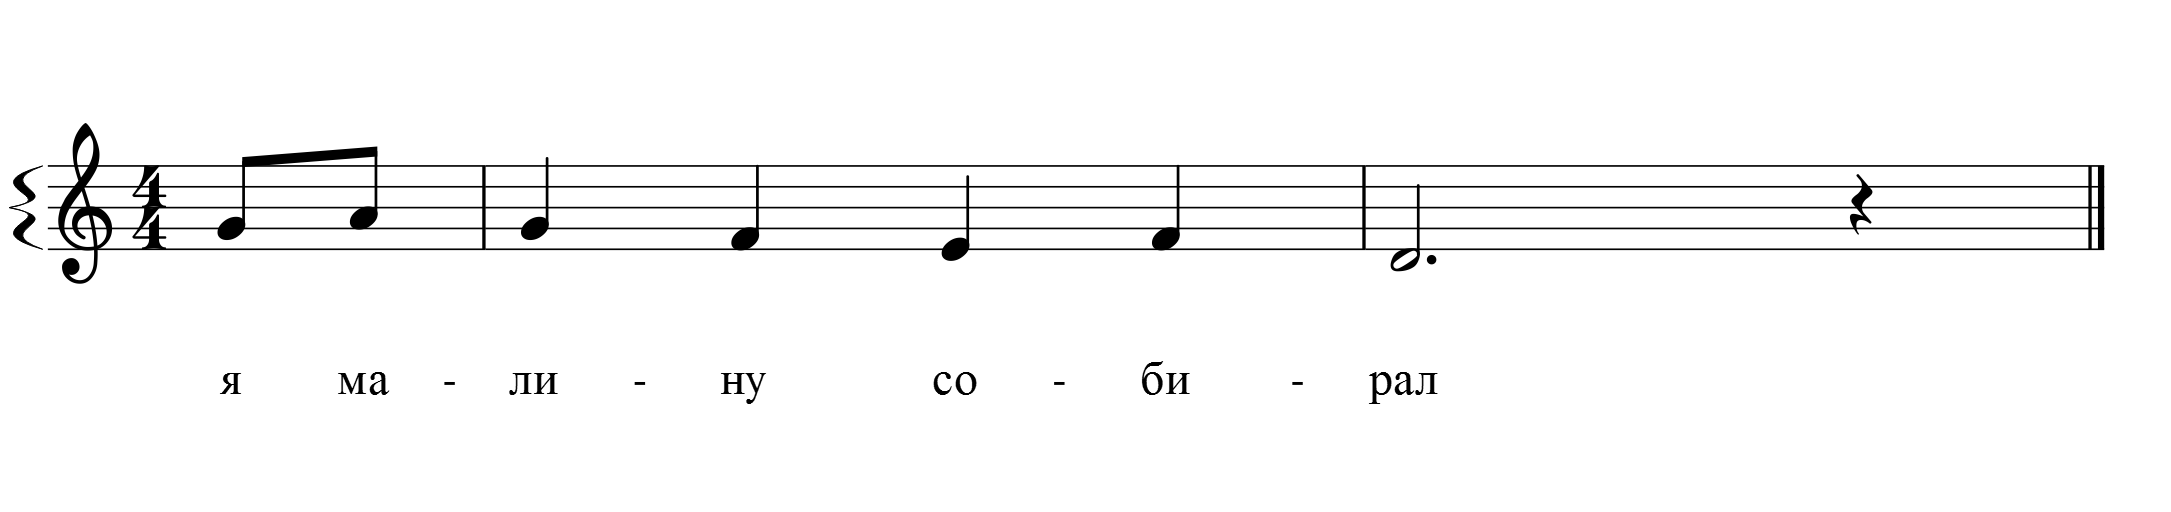 я ма - ли - ну со - би - рал